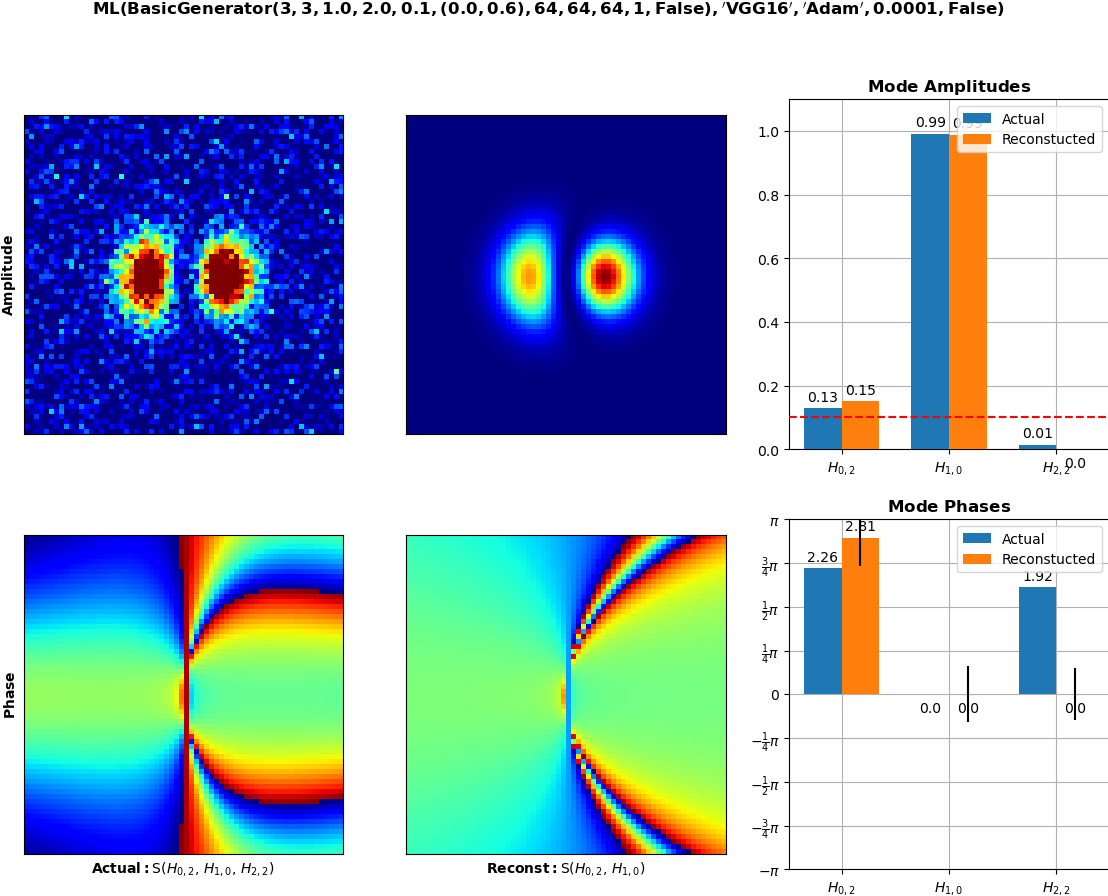 ML(BasicGenerator(3, 3, 1.0, 2.0, 0.1, (0.0, 0.6), 64, 64, 64, 1, False), ′VGG16′, ′Adam′, 0.0001, False)
Mode Amplitudes
Amplitude
Actual
Reconstucted
1.0
0.8
0.6
0.4
0.2
0.0
0.13
0.15
0.99
0.01
0.0
H0,2
H1,0
H2,2
Mode Phases
Phase
Actual
Reconstucted
π
3/4π
1/2π
1/4π
0
−1/4π
−1/2π
−3/4π
−π
2.26
2.81
0.0
0.0
1.92
0.0
H0,2
H1,0
H2,2
Actual: S(H0,2, H1,0, H2,2)
Reconst: S(H0,2, H1,0)